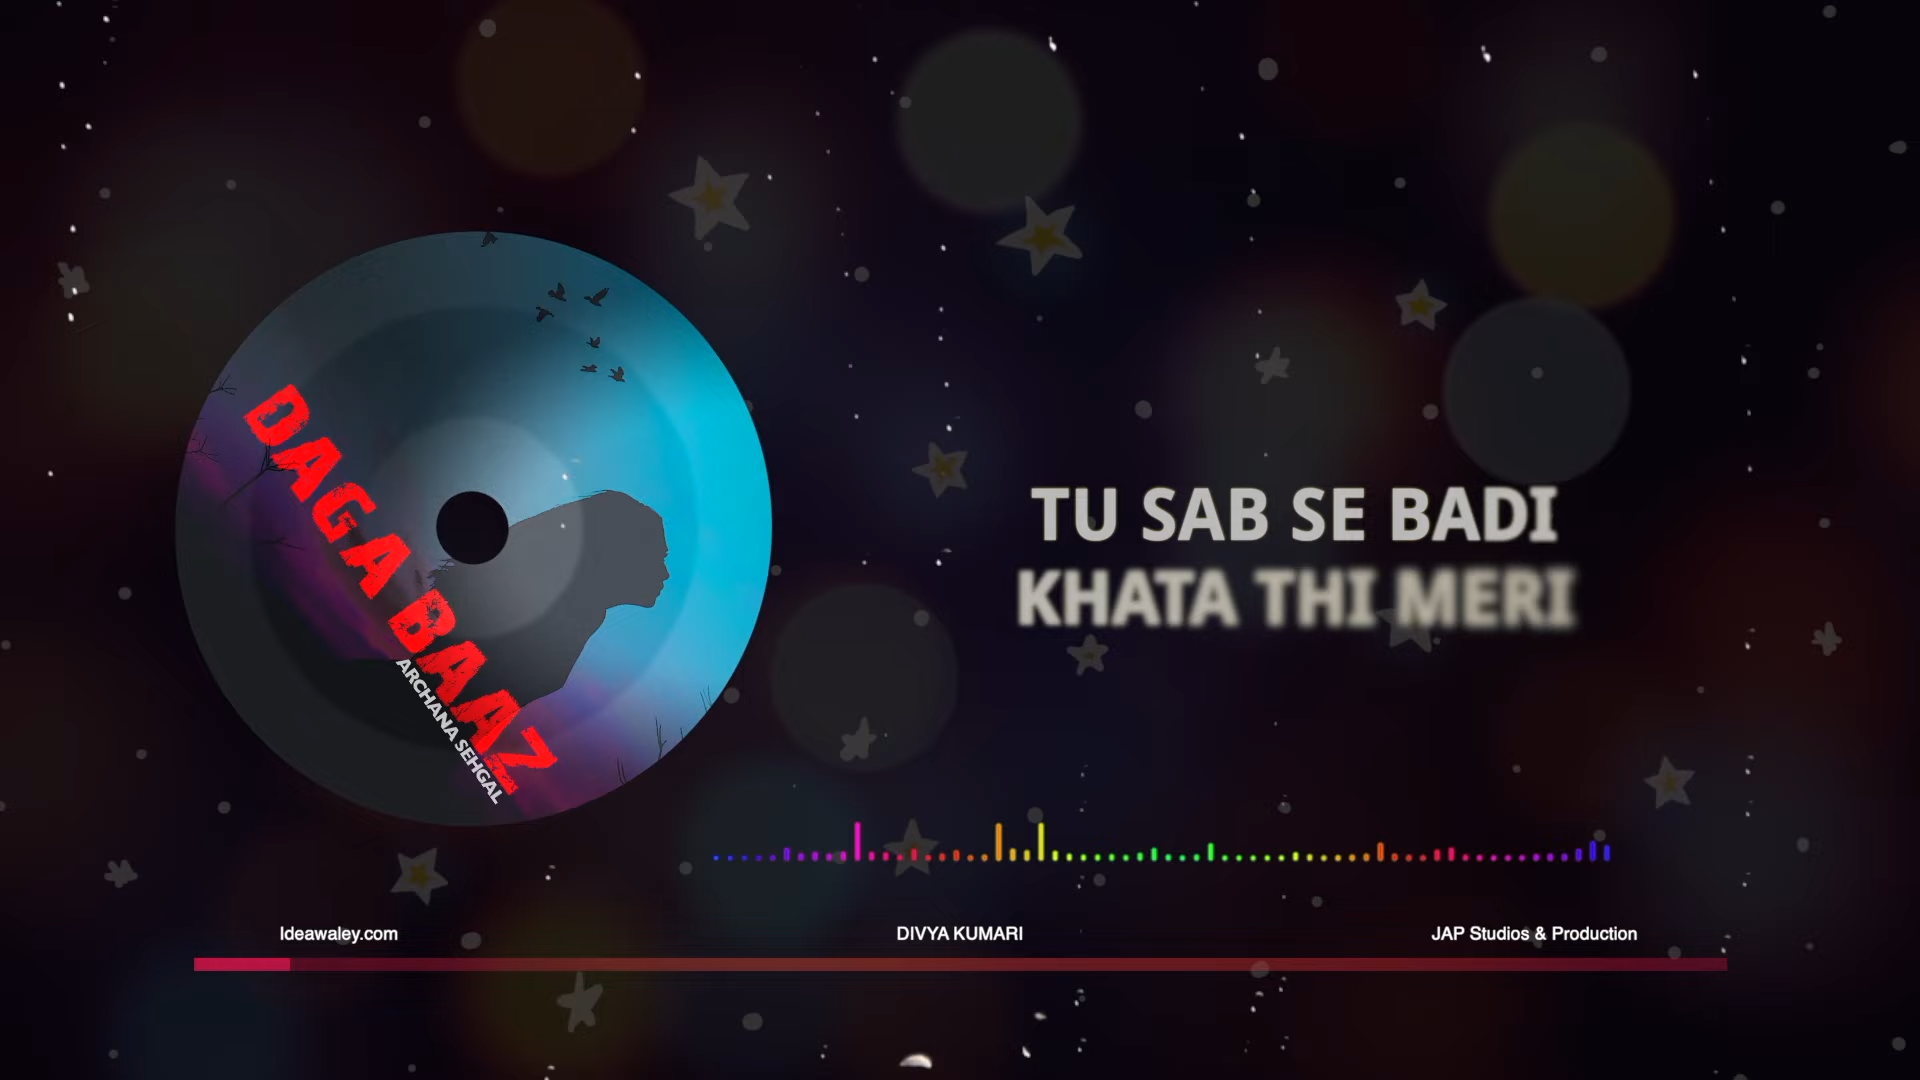 DAGA BAAZ
ARCHANA SEHGAL
TU SAB SE BADI
KHATA THI MERI
Ideawaley.com
DIVYA KUMARI
JAP Studios & Production